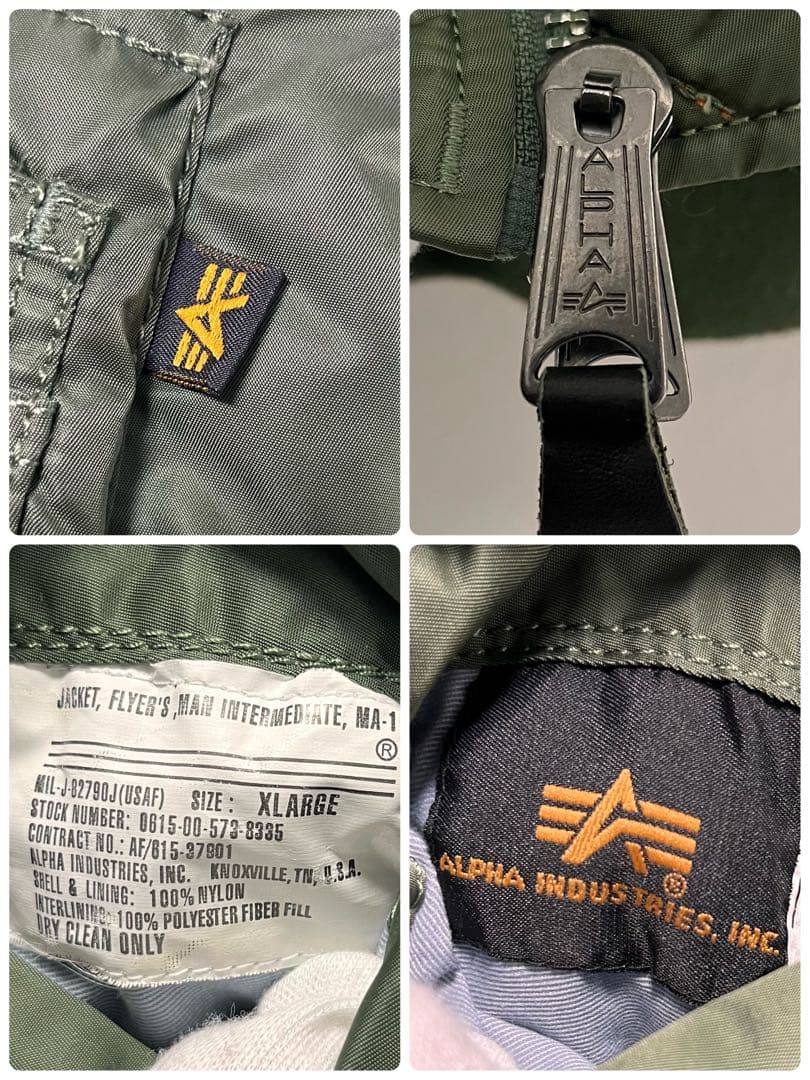 ALPHA
JACKET, FLYER'S, MAN INTERMEDIATE, MA-1
®
MIL-J-82790J(USAF) SIZE: XLARGE
STOCK NUMBER: 0615-00-573-8335
CONTRACT NO.: AF/615-37801
ALPHA INDUSTRIES, INC. KNOXVILLE, TN, U.S.A.
SHELL & LINING: 100% NYLON
INTERLINING: 100% POLYESTER FIBER FILL
DRY CLEAN ONLY
®
ALPHA INDUSTRIES, INC.